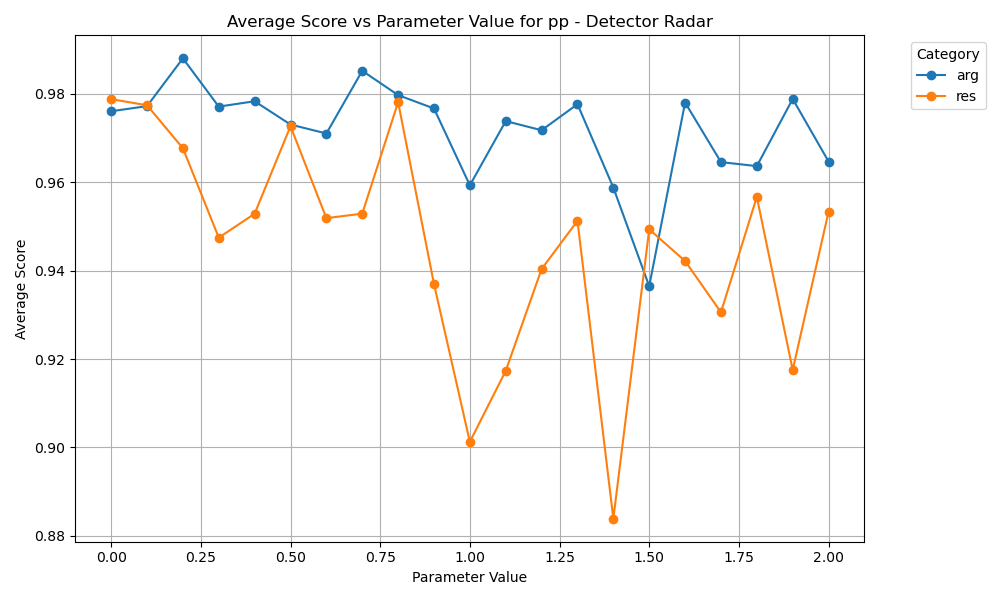 Average Score vs Parameter Value for pp - Detector Radar
Category
arg
res
Average Score
0.98
0.96
0.94
0.92
0.90
0.88
0.00 0.25 0.50 0.75 1.00 1.25 1.50 1.75 2.00
Parameter Value